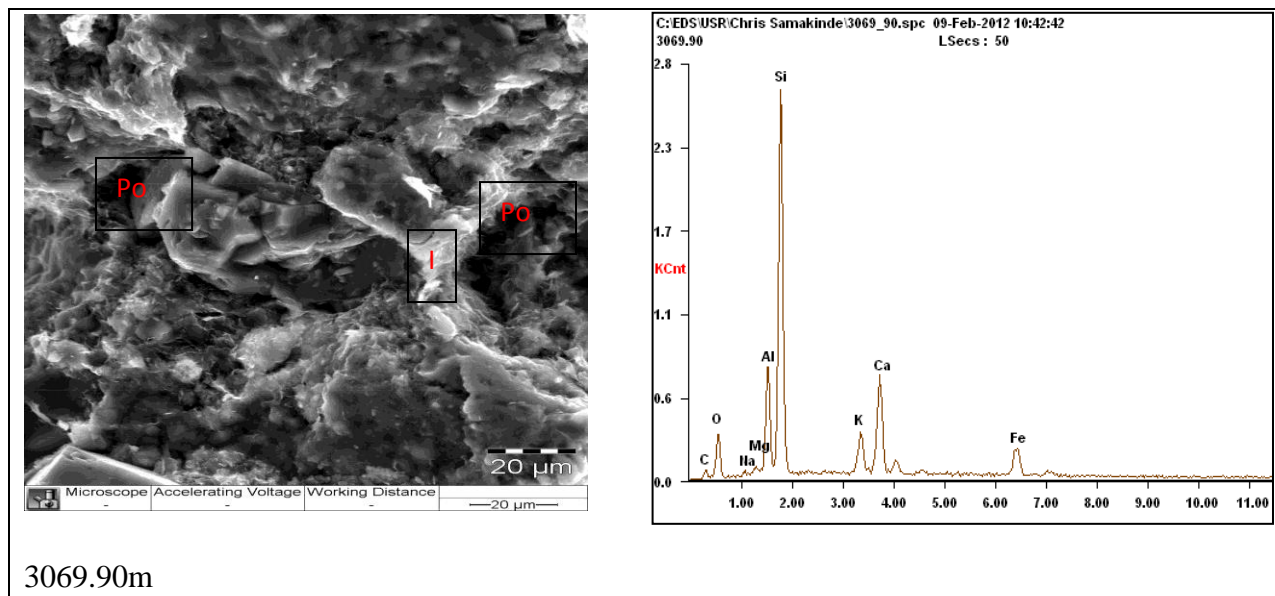 Po
Po
I
20 µm
Microscope Accelerating Voltage Working Distance
- - - 20 µm
C:\EDS\USR\Chris Samakinde\3069_90.spc 09-Feb-2012 10:42:42
3069.90 LSecs : 50
2.8
Si
2.3
1.7
KCnt
1.1
Al
Ca
0.6
O
K
Mg
Fe
C
Na
0.0
1.00 2.00 3.00 4.00 5.00 6.00 7.00 8.00 9.00 10.00 11.00
3069.90m